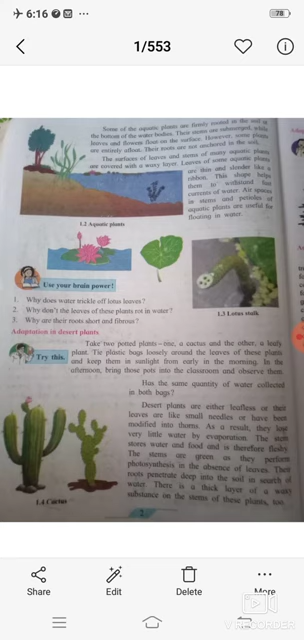 6:16
78
1/553
Some of the aquatic plants are firmly rooted in the soil at
the bottom of the water bodies. Their stems are submerged, while
leaves and flowers float on the surface. However, some plants
are entirely afloat. Their roots are not anchored in the soil.
The surfaces of leaves and stems of many aquatic plants
are covered with a waxy layer. Leaves of some aquatic plants
are thin and slender like a
ribbon. This shape helps
them to withstand fast
currents of water. Air spaces
in stems and petioles of
aquatic plants are useful for
floating in water.
1.2 Aquatic plants
Use your brain power!
1. Why does water trickle off lotus leaves?
2. Why don't the leaves of these plants rot in water?
3. Why are their roots short and fibrous?
1.3 Lotus stalk
Adaptation in desert plants
Try this.
Take two potted plants-one, a cactus and the other, a leafy
plant. Tie plastic bags loosely around the leaves of these plants
and keep them in sunlight from early in the morning. In the
afternoon, bring those pots into the classroom and observe them.
Has the same quantity of water collected
in both bags?
Desert plants are either leafless or their
leaves are like small needles or have been
modified into thorns. As a result, they lose
very little water by evaporation. The stem
stores water and food and is therefore fleshy.
The stems are green as they perform
photosynthesis in the absence of leaves. Their
roots penetrate deep into the soil in search of
water. There is a thick layer of a waxy
substance on the stems of these plants, too.
1.4 Cactus
2
Share
Edit
Delete
More
V RECORDER